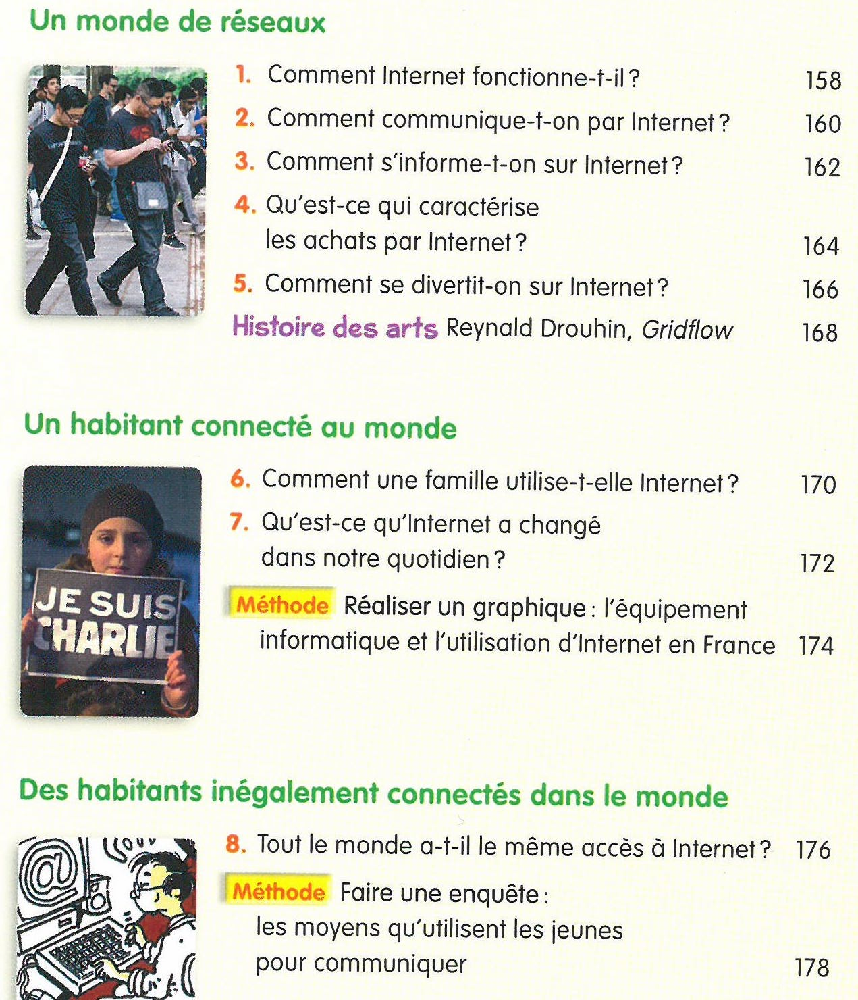 Un monde de réseaux
1. Comment Internet fonctionne-t-il ? 158
2. Comment communique-t-on par Internet ? 160
3. Comment s'informe-t-on sur Internet ? 162
4. Qu'est-ce qui caractérise
les achats par Internet ? 164
5. Comment se divertit-on sur Internet ? 166
Histoire des arts Reynald Drouhin, Gridflow 168
Un habitant connecté au monde
6. Comment une famille utilise-t-elle Internet ? 170
7. Qu'est-ce qu'Internet a changé
dans notre quotidien ? 172
JE SUIS
CHARLIE
Méthode Réaliser un graphique : l'équipement
informatique et l'utilisation d'Internet en France 174
Des habitants inégalement connectés dans le monde
@
8. Tout le monde a-t-il le même accès à Internet ? 176
Méthode Faire une enquête :
les moyens qu'utilisent les jeunes
pour communiquer 178